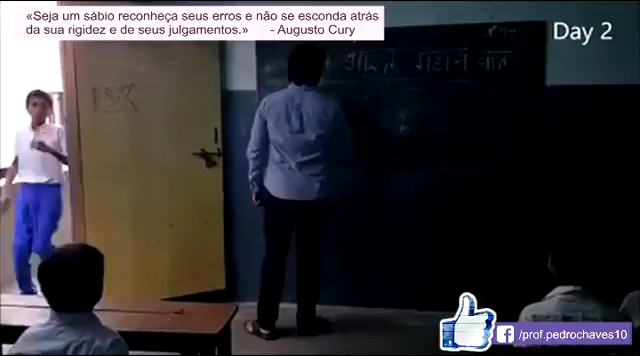 «Seja um sábio reconheça seus erros e não se esconda atrás
da sua rigidez e de seus julgamentos.» - Augusto Cury
Day 2
महान
/prof.pedrochaves10